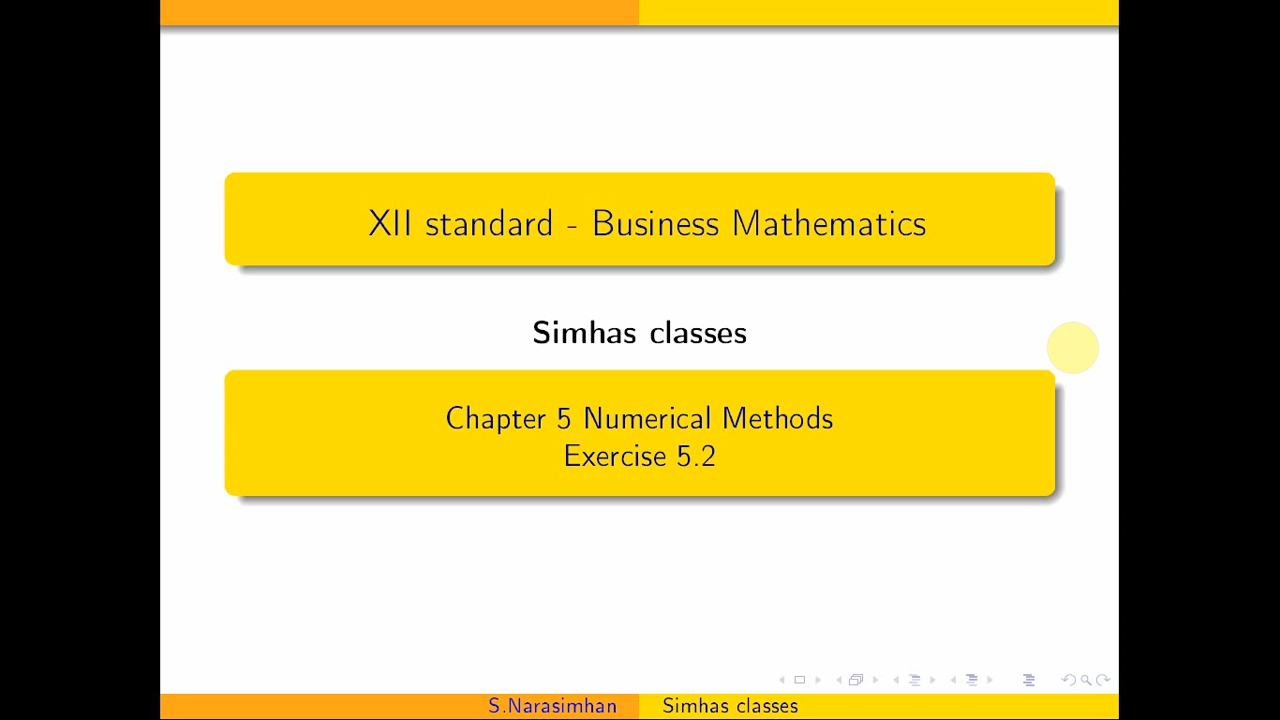 XII standard - Business Mathematics
Simhas classes
Chapter 5 Numerical Methods
Exercise 5.2
S.Narasimhan
Simhas classes